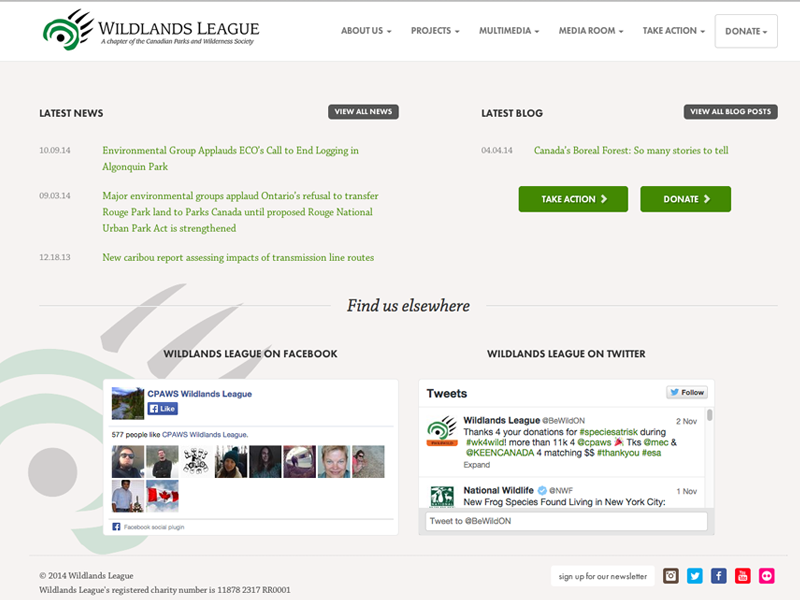 WILDLANDS LEAGUE
A chapter of the Canadian Parks and Wilderness Society
ABOUT US
PROJECTS
MULTIMEDIA
MEDIA ROOM
TAKE ACTION
DONATE
LATEST NEWS
VIEW ALL NEWS
10.09.14
Environmental Group Applauds ECO's Call to End Logging in
Algonquin Park
09.03.14
Major environmental groups applaud Ontario's refusal to transfer
Rouge Park land to Parks Canada until proposed Rouge National
Urban Park Act is strengthened
12.18.13
New caribou report assessing impacts of transmission line routes
LATEST BLOG
VIEW ALL BLOG POSTS
04.04.14
Canada's Boreal Forest: So many stories to tell
TAKE ACTION
DONATE
Find us elsewhere
WILDLANDS LEAGUE ON FACEBOOK
CPAWS Wildlands League
Like
577 people like CPAWS Wildlands League.
Facebook social plugin
WILDLANDS LEAGUE ON TWITTER
Tweets
Follow
Wildlands League @BeWildON
2 Nov
Thanks 4 your donations for #speciesatrisk during
#wk4wild! more than 11k 4 @cpaws Tks @mec &
@KEENCANADA 4 matching $$ #thankyou #esa
Expand
National Wildlife @NWF
1 Nov
New Frog Species Found Living in New York City:
Tweet to @BeWildON
© 2014 Wildlands League
Wildlands League's registered charity number is 11878 2317 RR0001
sign up for our newsletter
You
Tube